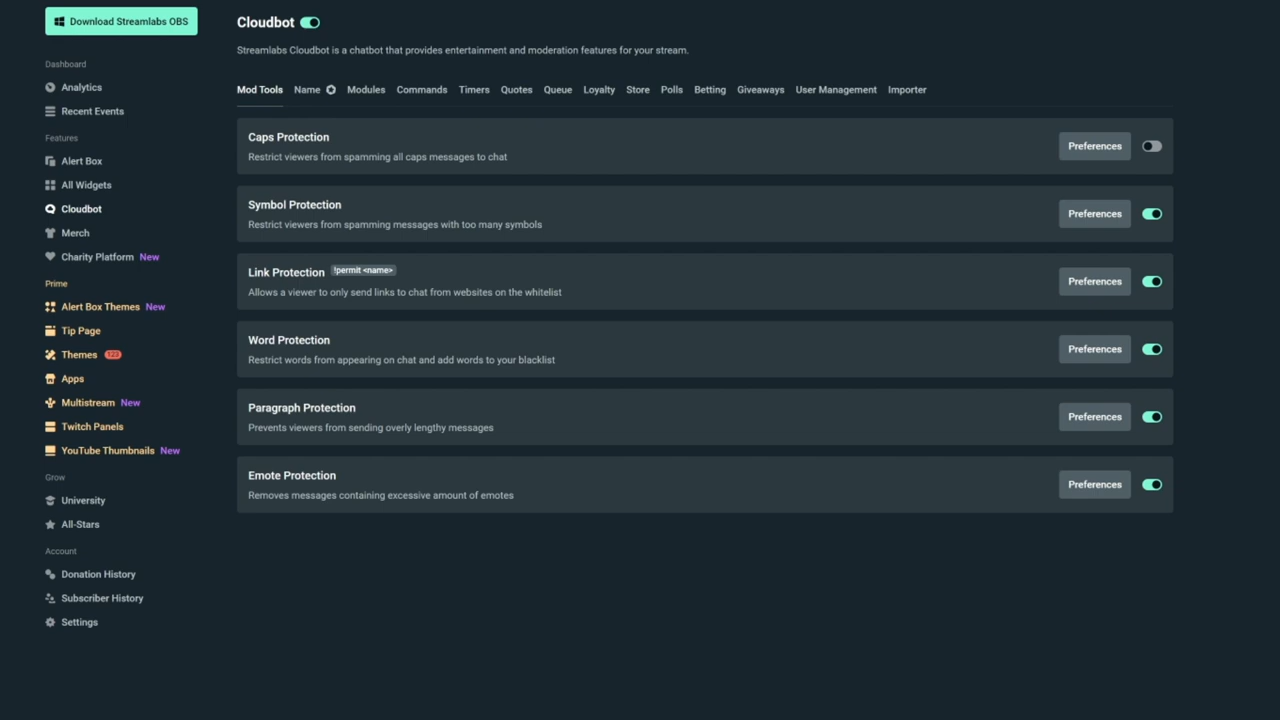 Download Streamlabs OBS
Dashboard
Analytics
Recent Events
Features
Alert Box
All Widgets
Cloudbot
Merch
Charity Platform New
Prime
Alert Box Themes New
Tip Page
Themes 123
Apps
Multistream New
Twitch Panels
YouTube Thumbnails New
Grow
University
All-Stars
Account
Donation History
Subscriber History
Settings
Cloudbot
Streamlabs Cloudbot is a chatbot that provides entertainment and moderation features for your stream.
Mod Tools Name Modules Commands Timers Quotes Queue Loyalty Store Polls Betting Giveaways User Management Importer
Caps Protection
Restrict viewers from spamming all caps messages to chat
Preferences
Symbol Protection
Restrict viewers from spamming messages with too many symbols
Preferences
Link Protection !permit <name>
Allows a viewer to only send links to chat from websites on the whitelist
Preferences
Word Protection
Restrict words from appearing on chat and add words to your blacklist
Preferences
Paragraph Protection
Prevents viewers from sending overly lengthy messages
Preferences
Emote Protection
Removes messages containing excessive amount of emotes
Preferences